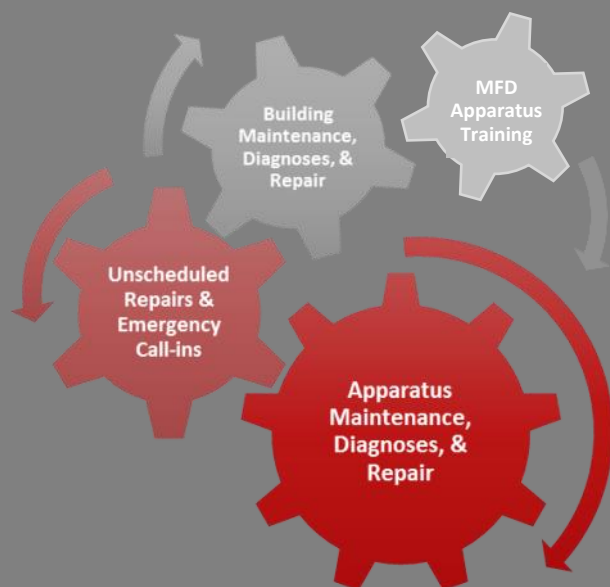 MFD
Apparatus
Training
Building
Maintenance,
Diagnoses, &
Repair
Unscheduled
Repairs &
Emergency
Call-ins
Apparatus
Maintenance,
Diagnoses, &
Repair